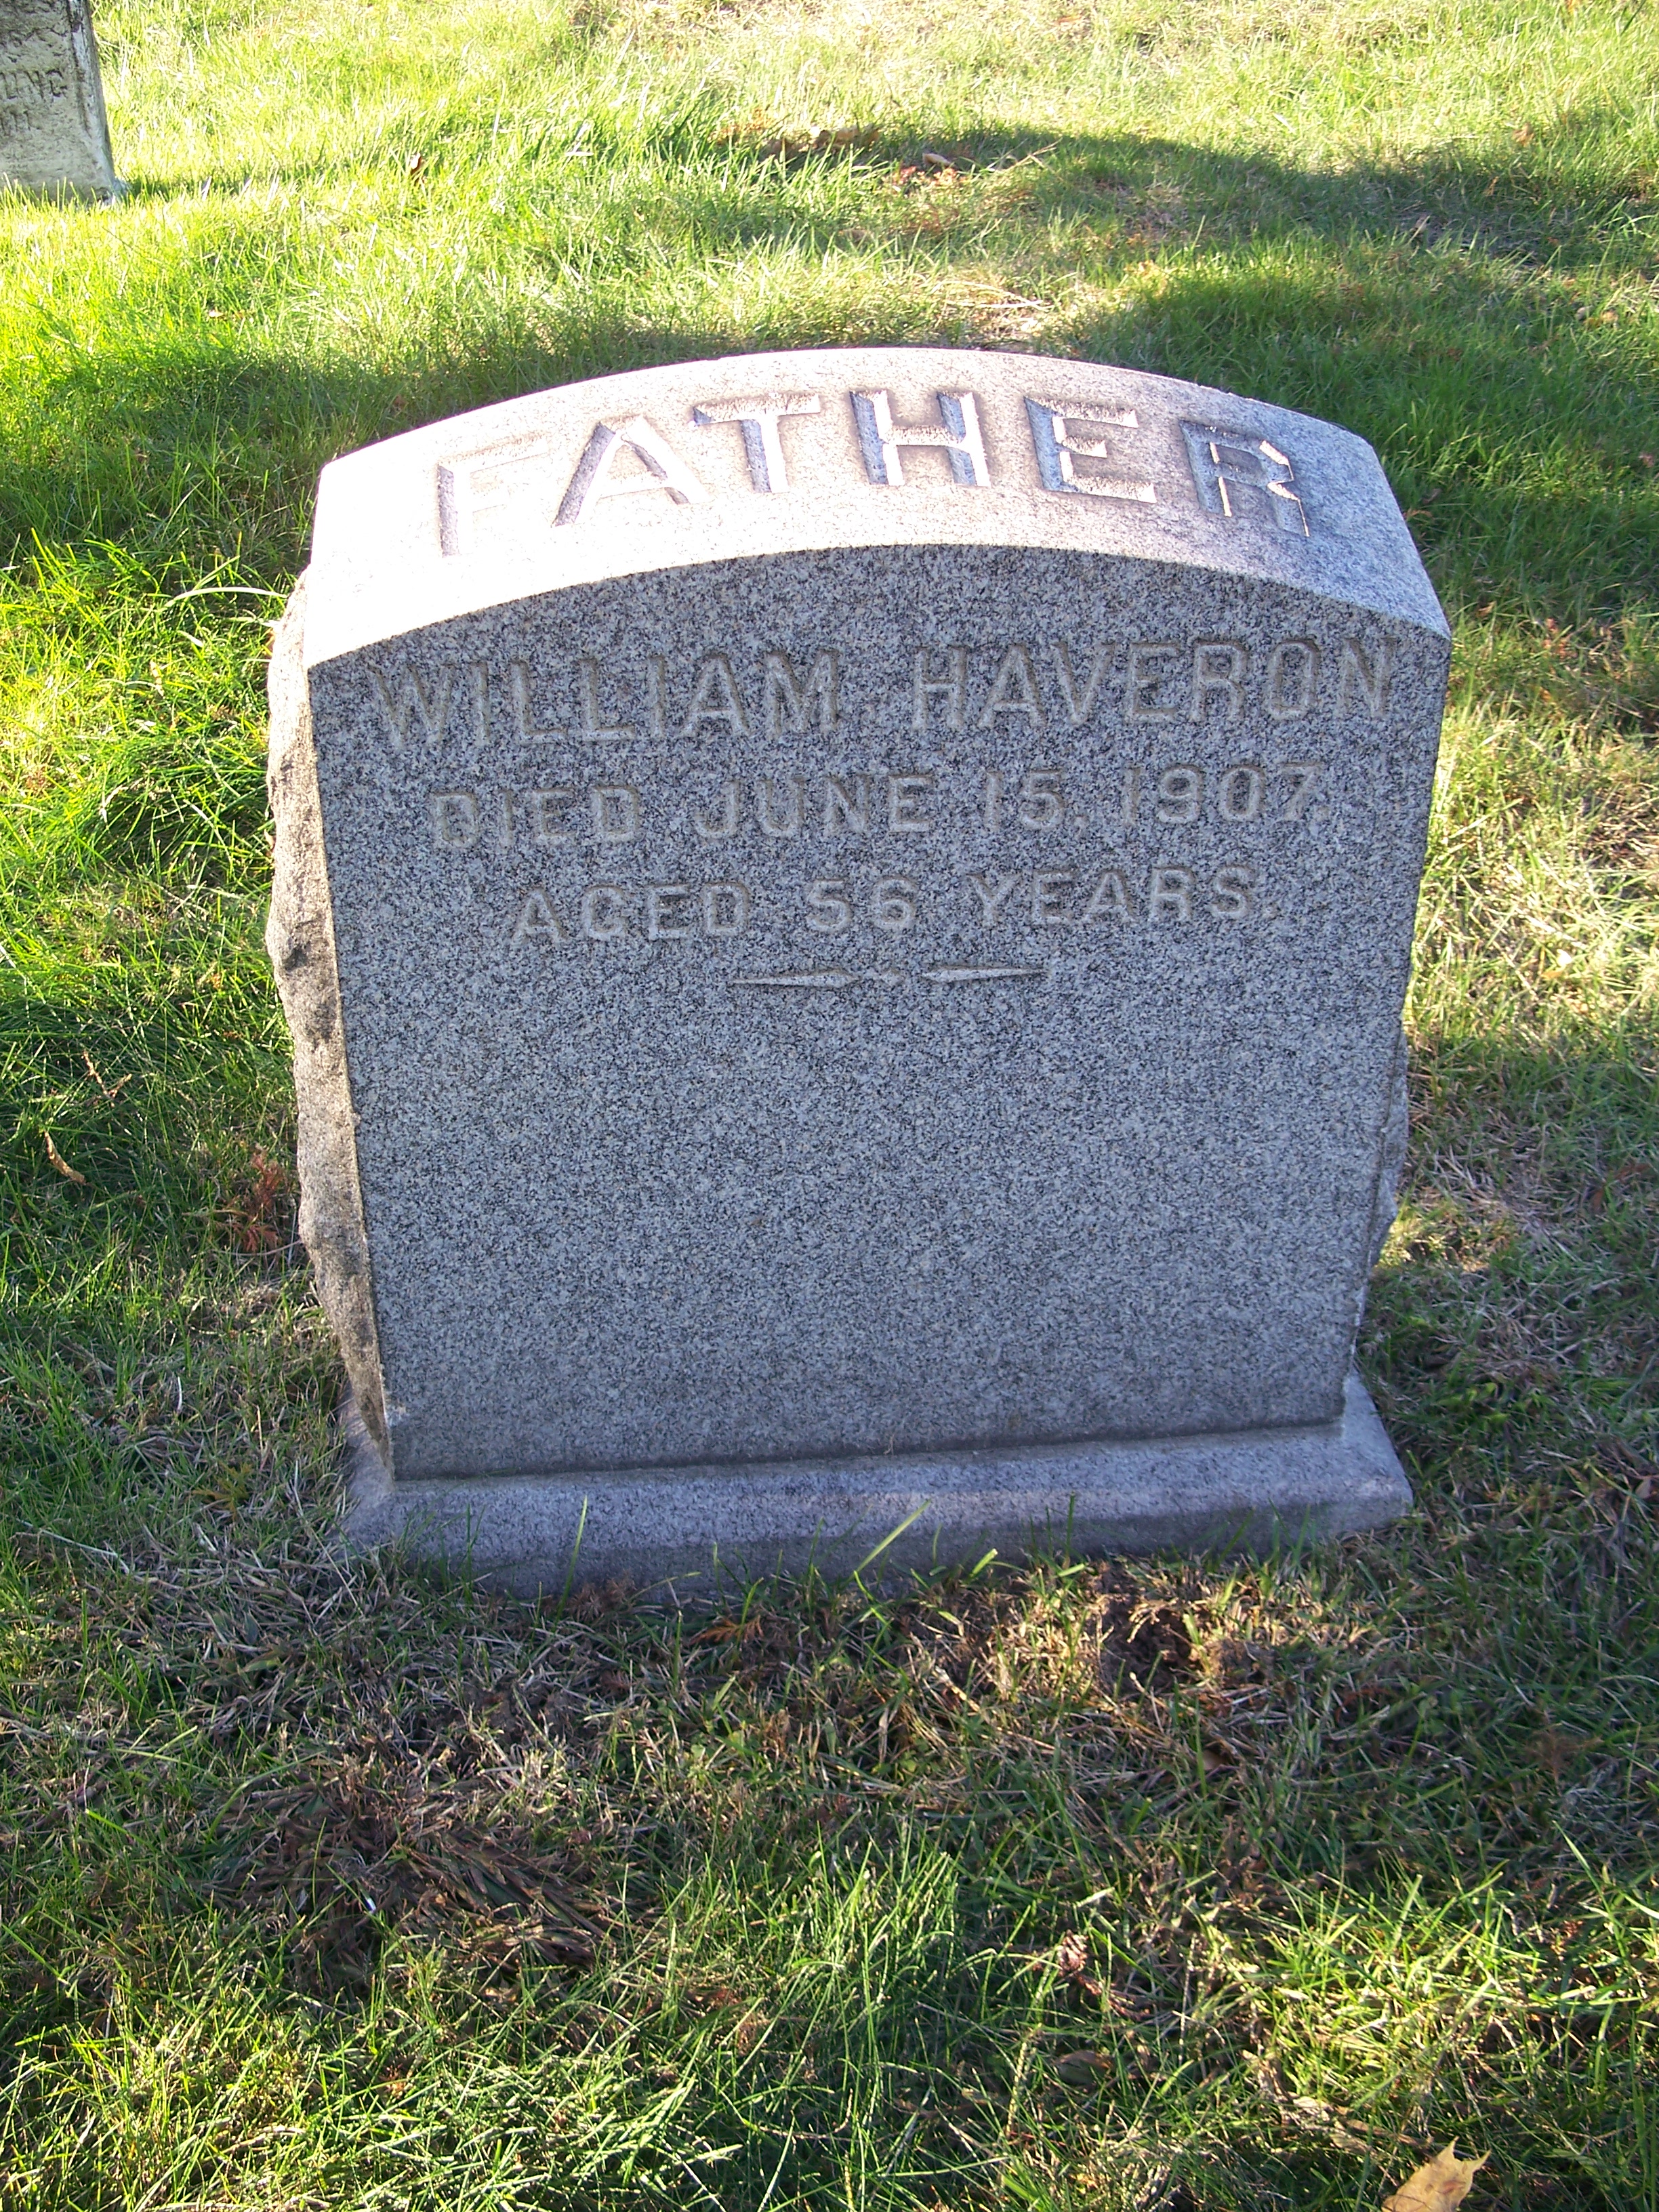 FATHER
WILLIAM HAVERON
DIED JUNE 15, 1907.
AGED 56 YEARS.